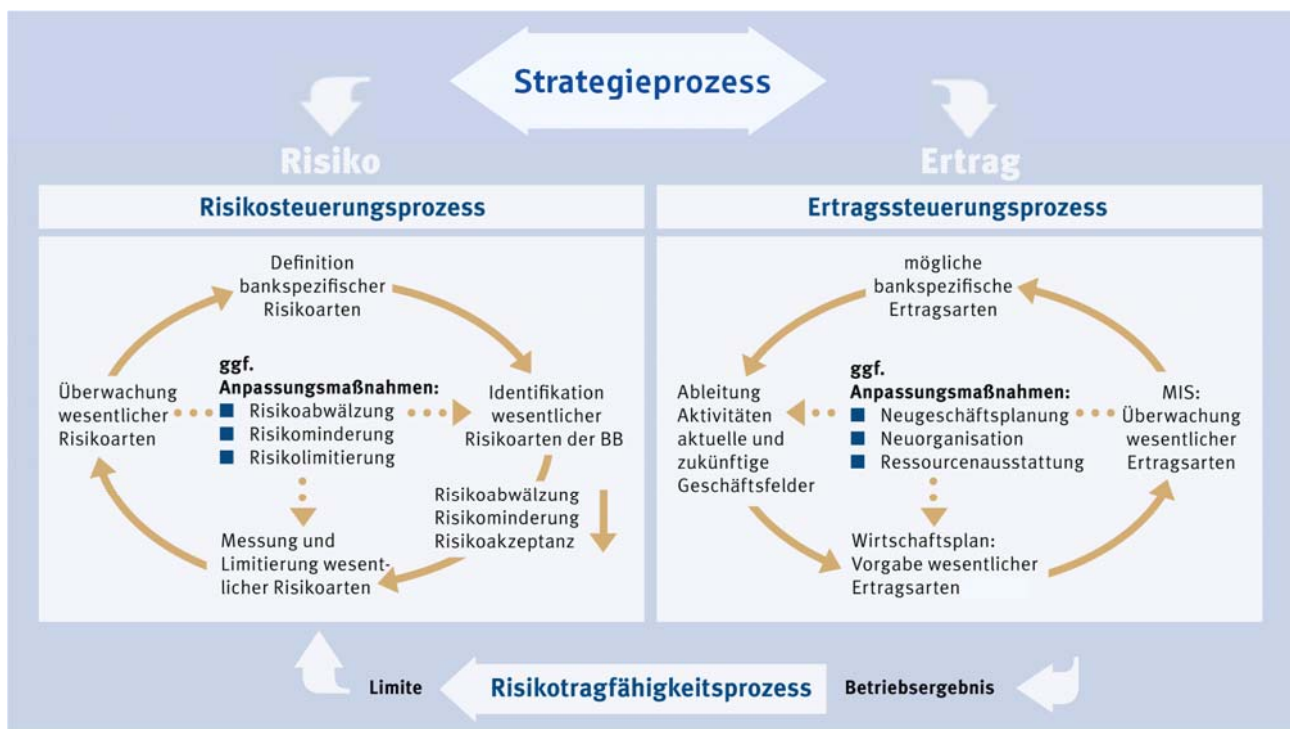 Strategieprozess
Risiko
Ertrag
Risikosteuerungsprozess
Definition
bankspezifischer
Risikoarten
ggf.
Anpassungsmaßnahmen:
Risikoabwälzung
Risikominderung
Risikolimitierung
Überwachung
wesentlicher
Risikoarten
Identifikation
wesentlicher
Risikoarten der BB
Risikoabwälzung
Risikominderung
Risikoakzeptanz
Messung und
Limitierung wesent-
licher Risikoarten
Ertragssteuerungsprozess
mögliche
bankspezifische
Ertragsarten
Ableitung
Aktivitäten
aktuelle und
zukünftige
Geschäftsfelder
ggf.
Anpassungsmaßnahmen:
Neugeschäftsplanung
Neuorganisation
Ressourcenausstattung
MIS:
Überwachung
wesentlicher
Ertragsarten
Wirtschaftsplan:
Vorgabe wesentlicher
Ertragsarten
Limite
Risikotragfähigkeitsprozess
Betriebsergebnis